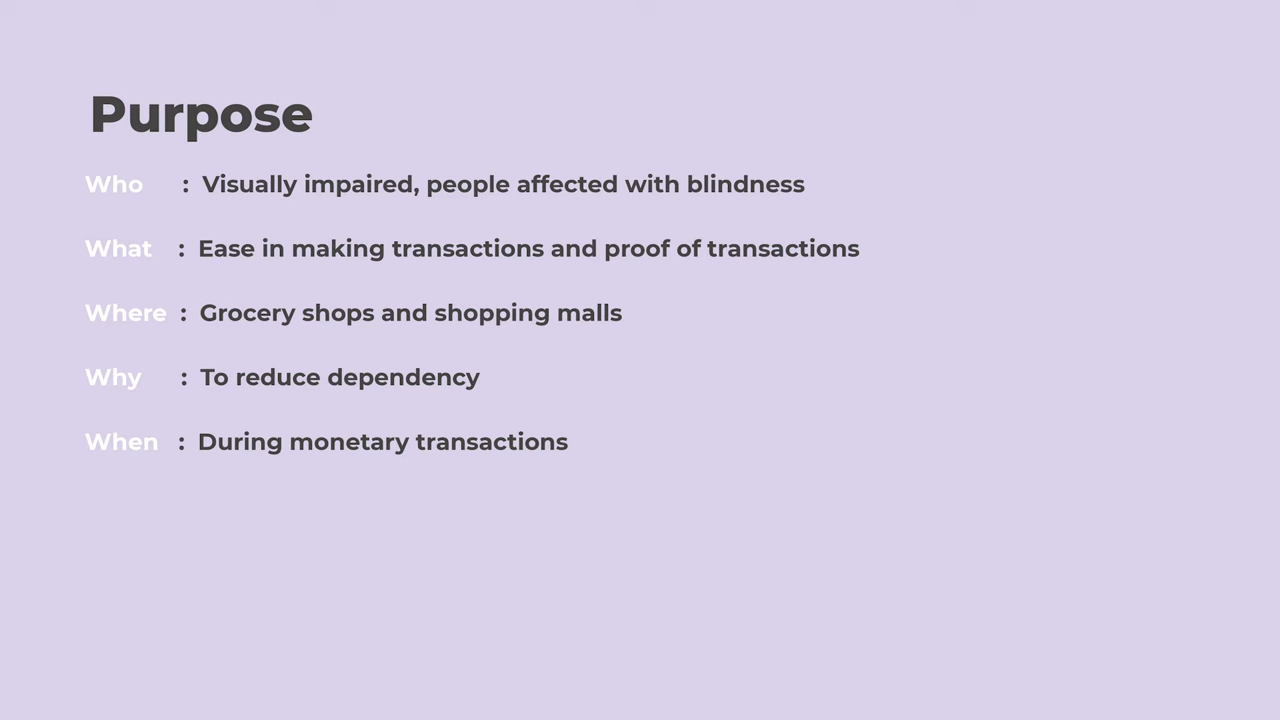 Purpose
Who : Visually impaired, people affected with blindness
What : Ease in making transactions and proof of transactions
Where : Grocery shops and shopping malls
Why : To reduce dependency
When : During monetary transactions